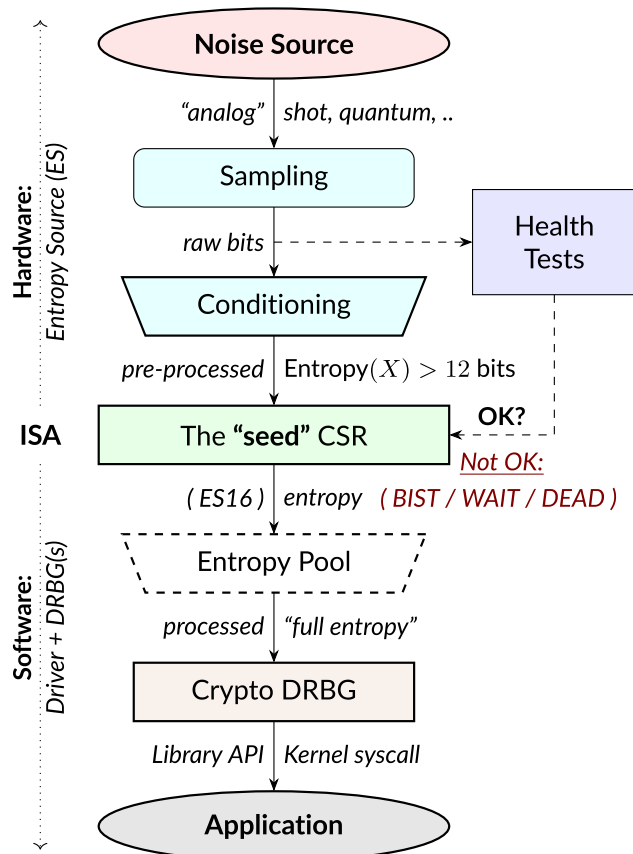 Noise Source
“analog” shot, quantum, ..
Sampling
raw bits
Health
Tests
Conditioning
pre-processed Entropy(X) > 12 bits
OK?
The “seed” CSR
Not OK:
( ES16 ) entropy ( BIST / WAIT / DEAD )
Entropy Pool
processed “full entropy”
Crypto DRBG
Library API Kernel syscall
Application
Hardware:
Entropy Source (ES)
ISA
Software:
Driver + DRBG(s)